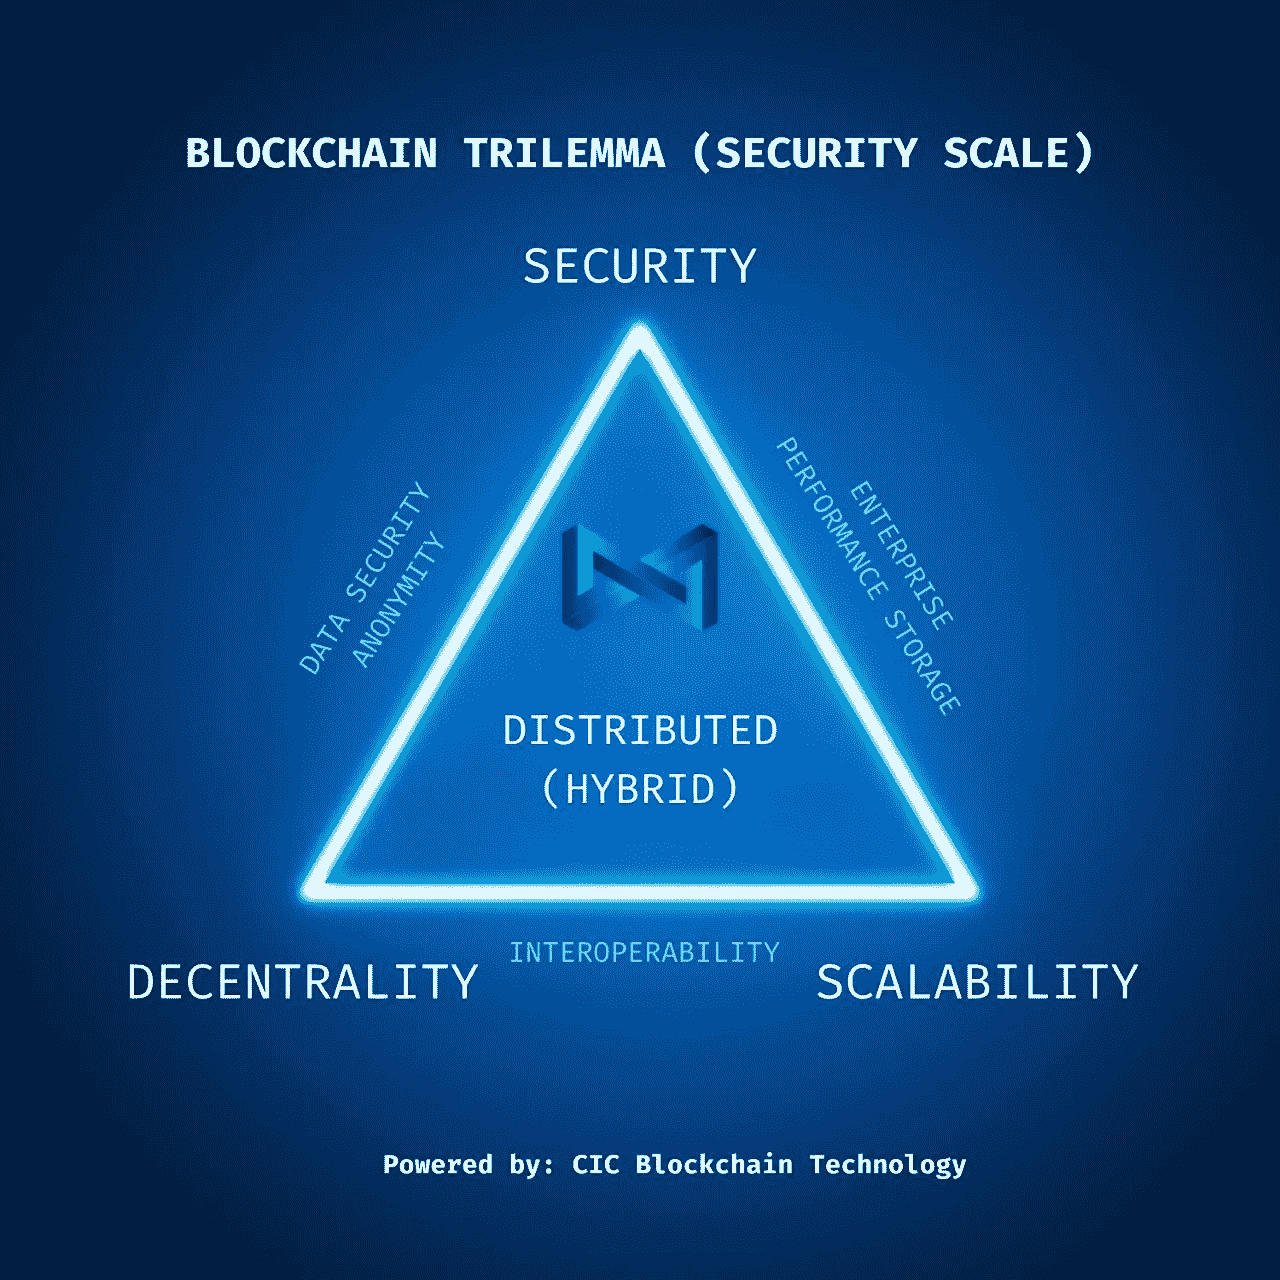 BLOCKCHAIN TRILEMMA (SECURITY SCALE)
SECURITY
DATA SECURITY
ANONYMITY
ENTERPRISE
PERFORMANCE STORAGE
DISTRIBUTED
(HYBRID)
INTEROPERABILITY
DECENTRALITY
SCALABILITY
Powered by: CIC Blockchain Technology